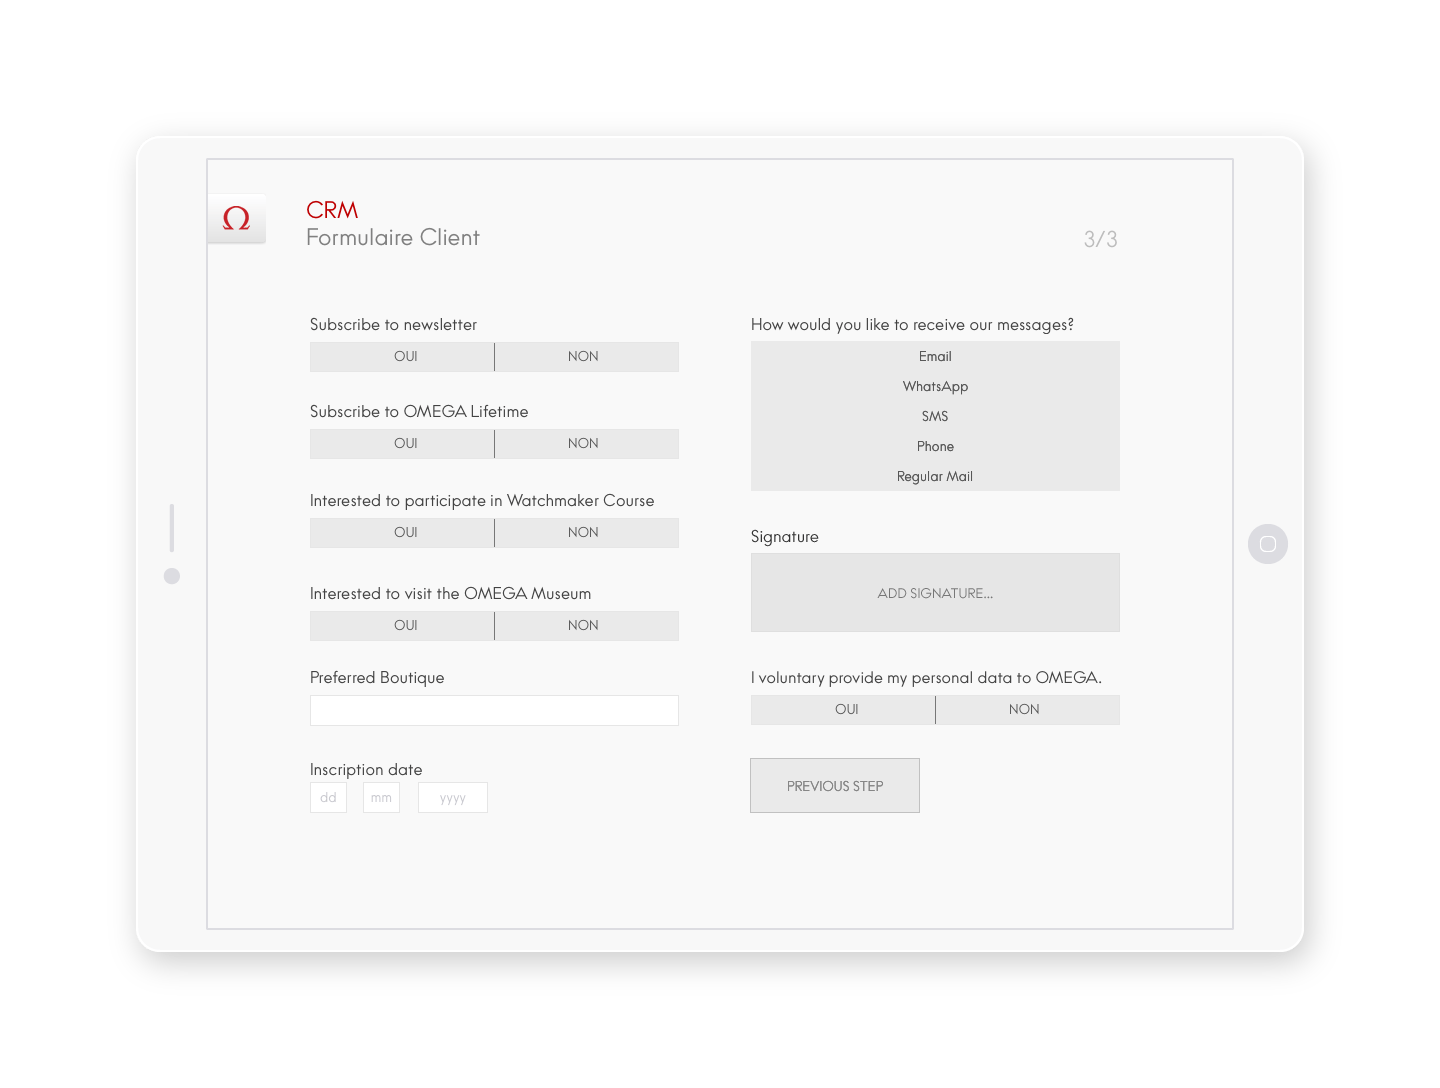 Ω
CRM
Formulaire Client
3/3
Subscribe to newsletter
OUI NON
Subscribe to OMEGA Lifetime
OUI NON
Interested to participate in Watchmaker Course
OUI NON
Interested to visit the OMEGA Museum
OUI NON
Preferred Boutique
Inscription date
dd mm yyyy
How would you like to receive our messages?
Email
WhatsApp
SMS
Phone
Regular Mail
Signature
ADD SIGNATURE...
I voluntary provide my personal data to OMEGA.
OUI NON
PREVIOUS STEP